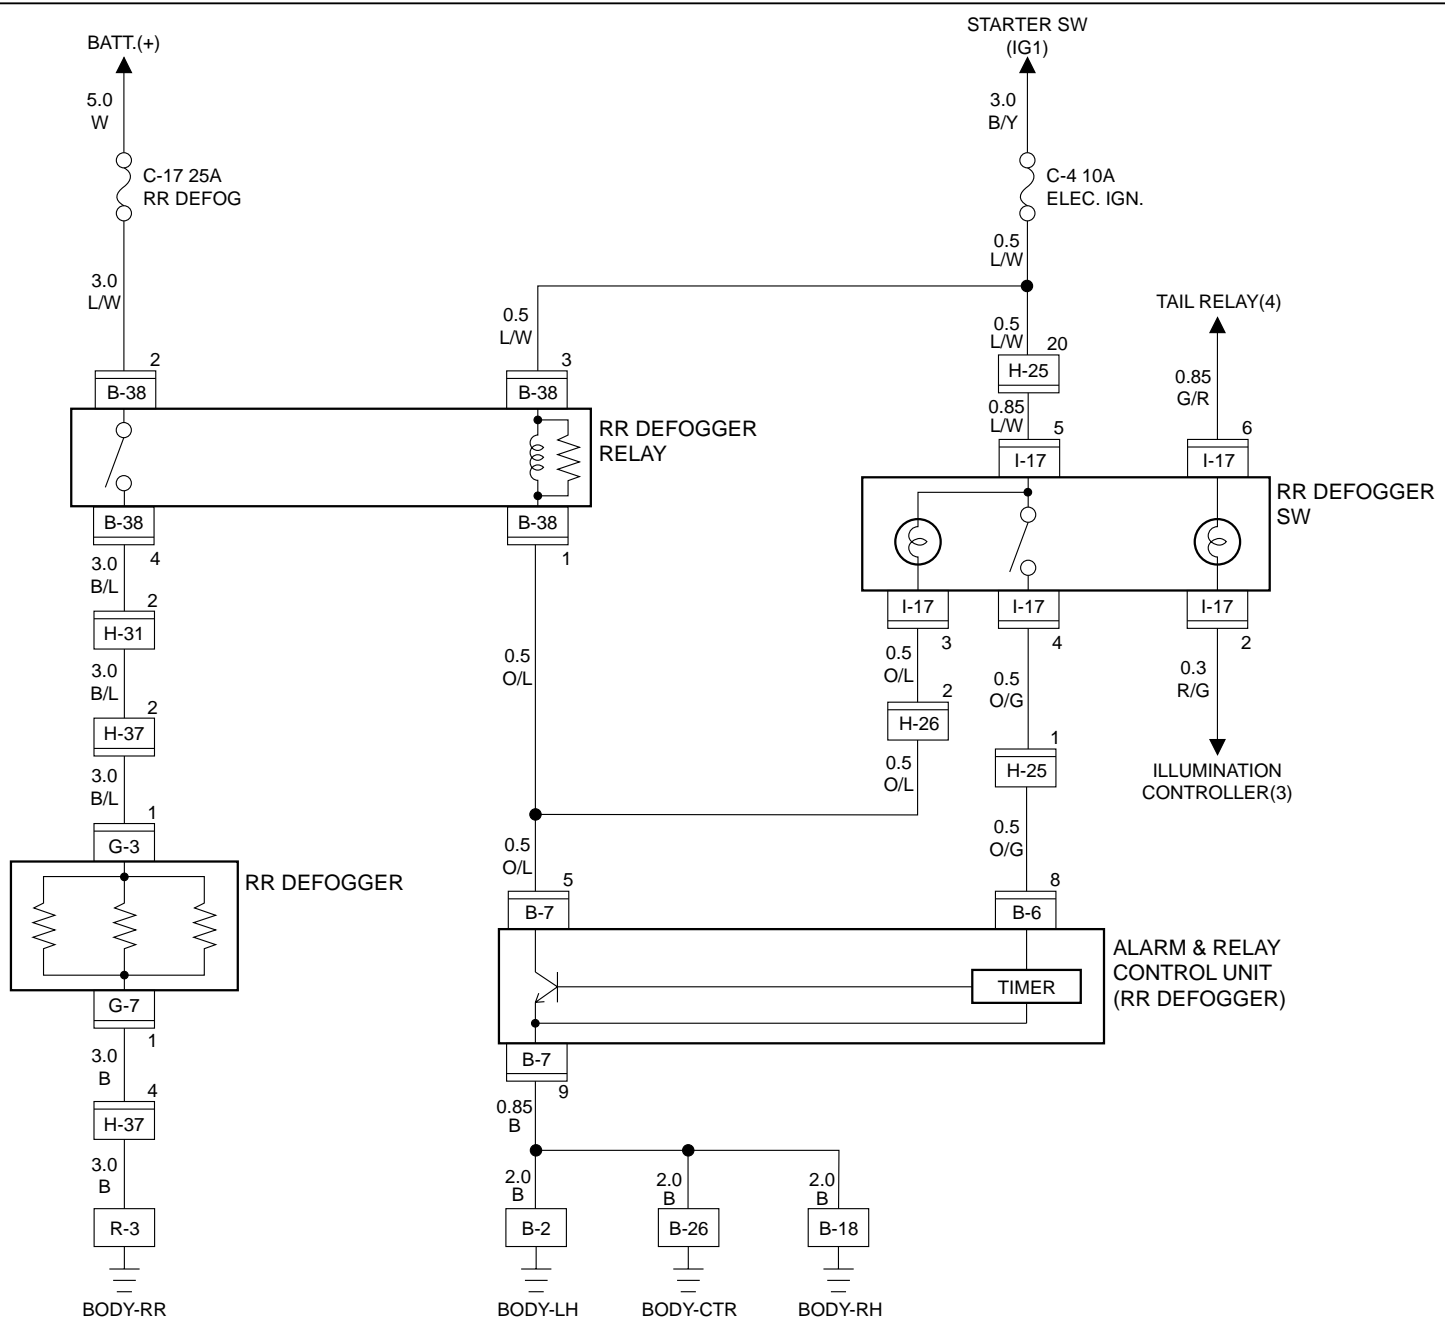 STARTER SW
(IG1)
BATT.(+)
5.0
W
3.0
B/Y
C-17 25A
RR DEFOG
C-4 10A
ELEC. IGN.
0.5
L/W
3.0
L/W
0.5
L/W
0.5
L/W
TAIL RELAY(4)
20
H-25
0.85
G/R
2
B-38
3
B-38
0.85
L/W
5
I-17
6
I-17
RR DEFOGGER
RELAY
RR DEFOGGER
SW
B-38
4
B-38
1
3.0
B/L
2
H-31
I-17
3
I-17
4
I-17
2
3.0
B/L
0.5
O/L
0.5
O/L
0.5
O/G
0.3
R/G
2
H-37
2
H-26
1
H-25
3.0
B/L
0.5
O/L
ILLUMINATION
CONTROLLER(3)
1
G-3
0.5
O/L
0.5
O/G
RR DEFOGGER
5
B-7
8
B-6
ALARM & RELAY
CONTROL UNIT
(RR DEFOGGER)
TIMER
G-7
1
B-7
9
3.0
B
4
H-37
0.85
B
3.0
B
2.0
B
2.0
B
2.0
B
R-3
B-2
B-26
B-18
BODY-RR
BODY-LH
BODY-CTR
BODY-RH